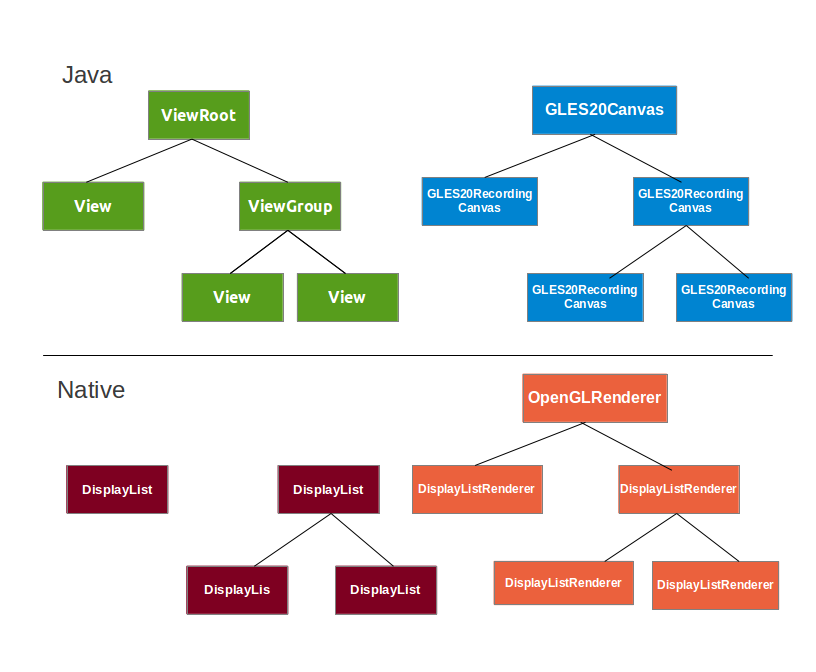 Java
ViewRoot
GLES20Canvas
View
ViewGroup
GLES20Recording
Canvas
GLES20Recording
Canvas
View
View
GLES20Recording
Canvas
GLES20Recording
Canvas
Native
OpenGLRenderer
DisplayList
DisplayList
DisplayListRenderer
DisplayListRenderer
DisplayLis
DisplayList
DisplayListRenderer
DisplayListRenderer